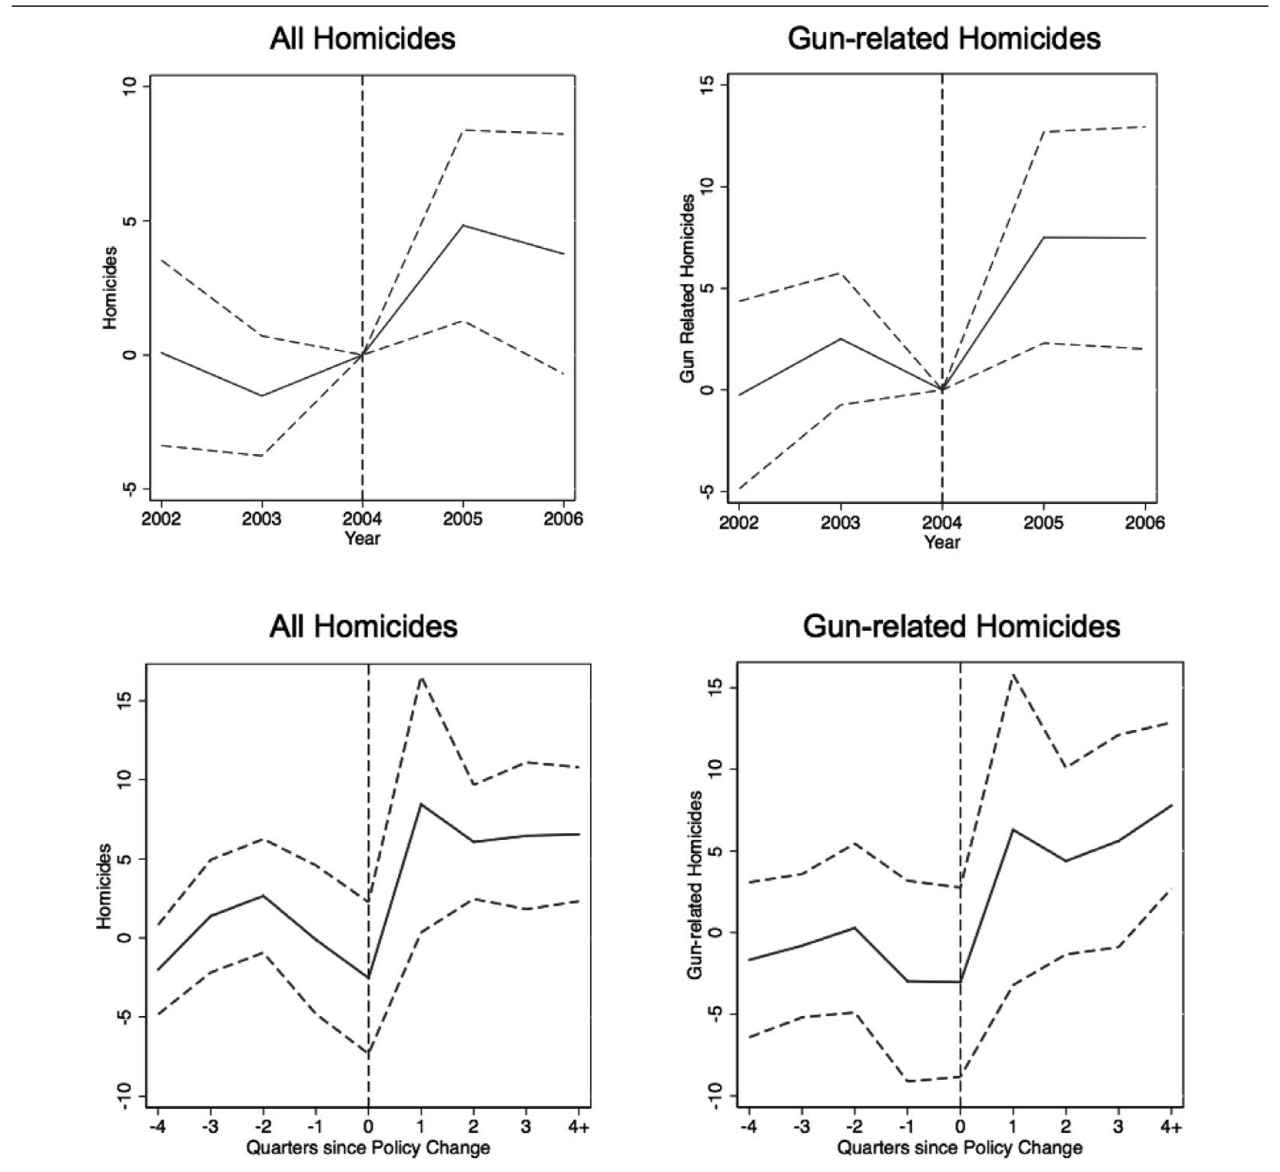 All Homicides
Homicides
10
5
0
-5
2002 2003 2004 2005 2006
Year
Gun-related Homicides
Gun Related Homicides
15
10
5
0
-5
2002 2003 2004 2005 2006
Year
All Homicides
Homicides
15
10
5
0
-5
-10
-4 -3 -2 -1 0 1 2 3 4+
Quarters since Policy Change
Gun-related Homicides
Gun-related Homicides
15
10
5
0
-5
-10
-4 -3 -2 -1 0 1 2 3 4+
Quarters since Policy Change